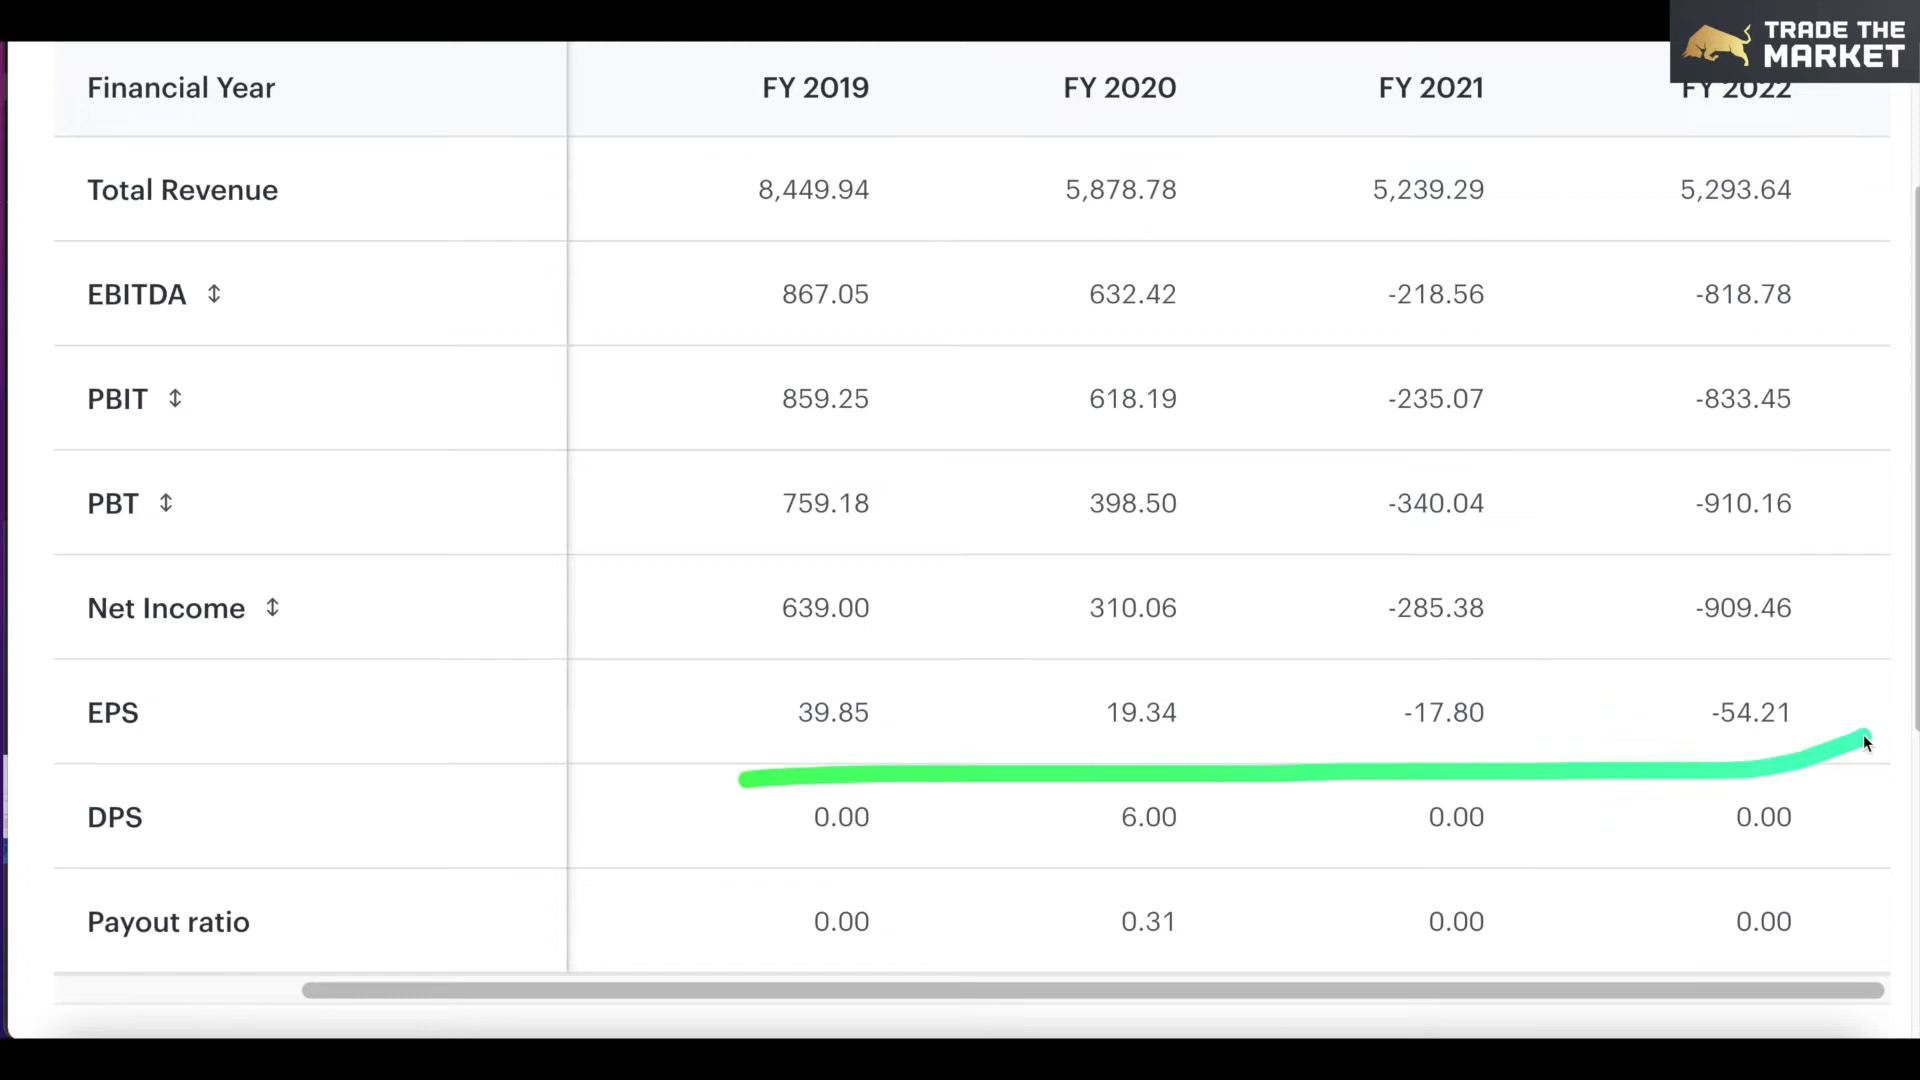 TRADE THE
MARKET
Financial Year FY 2019 FY 2020 FY 2021 FY 2022
Total Revenue 8,449.94 5,878.78 5,239.29 5,293.64
EBITDA 867.05 632.42 -218.56 -818.78
PBIT 859.25 618.19 -235.07 -833.45
PBT 759.18 398.50 -340.04 -910.16
Net Income 639.00 310.06 -285.38 -909.46
EPS 39.85 19.34 -17.80 -54.21
DPS 0.00 6.00 0.00 0.00
Payout ratio 0.00 0.31 0.00 0.00